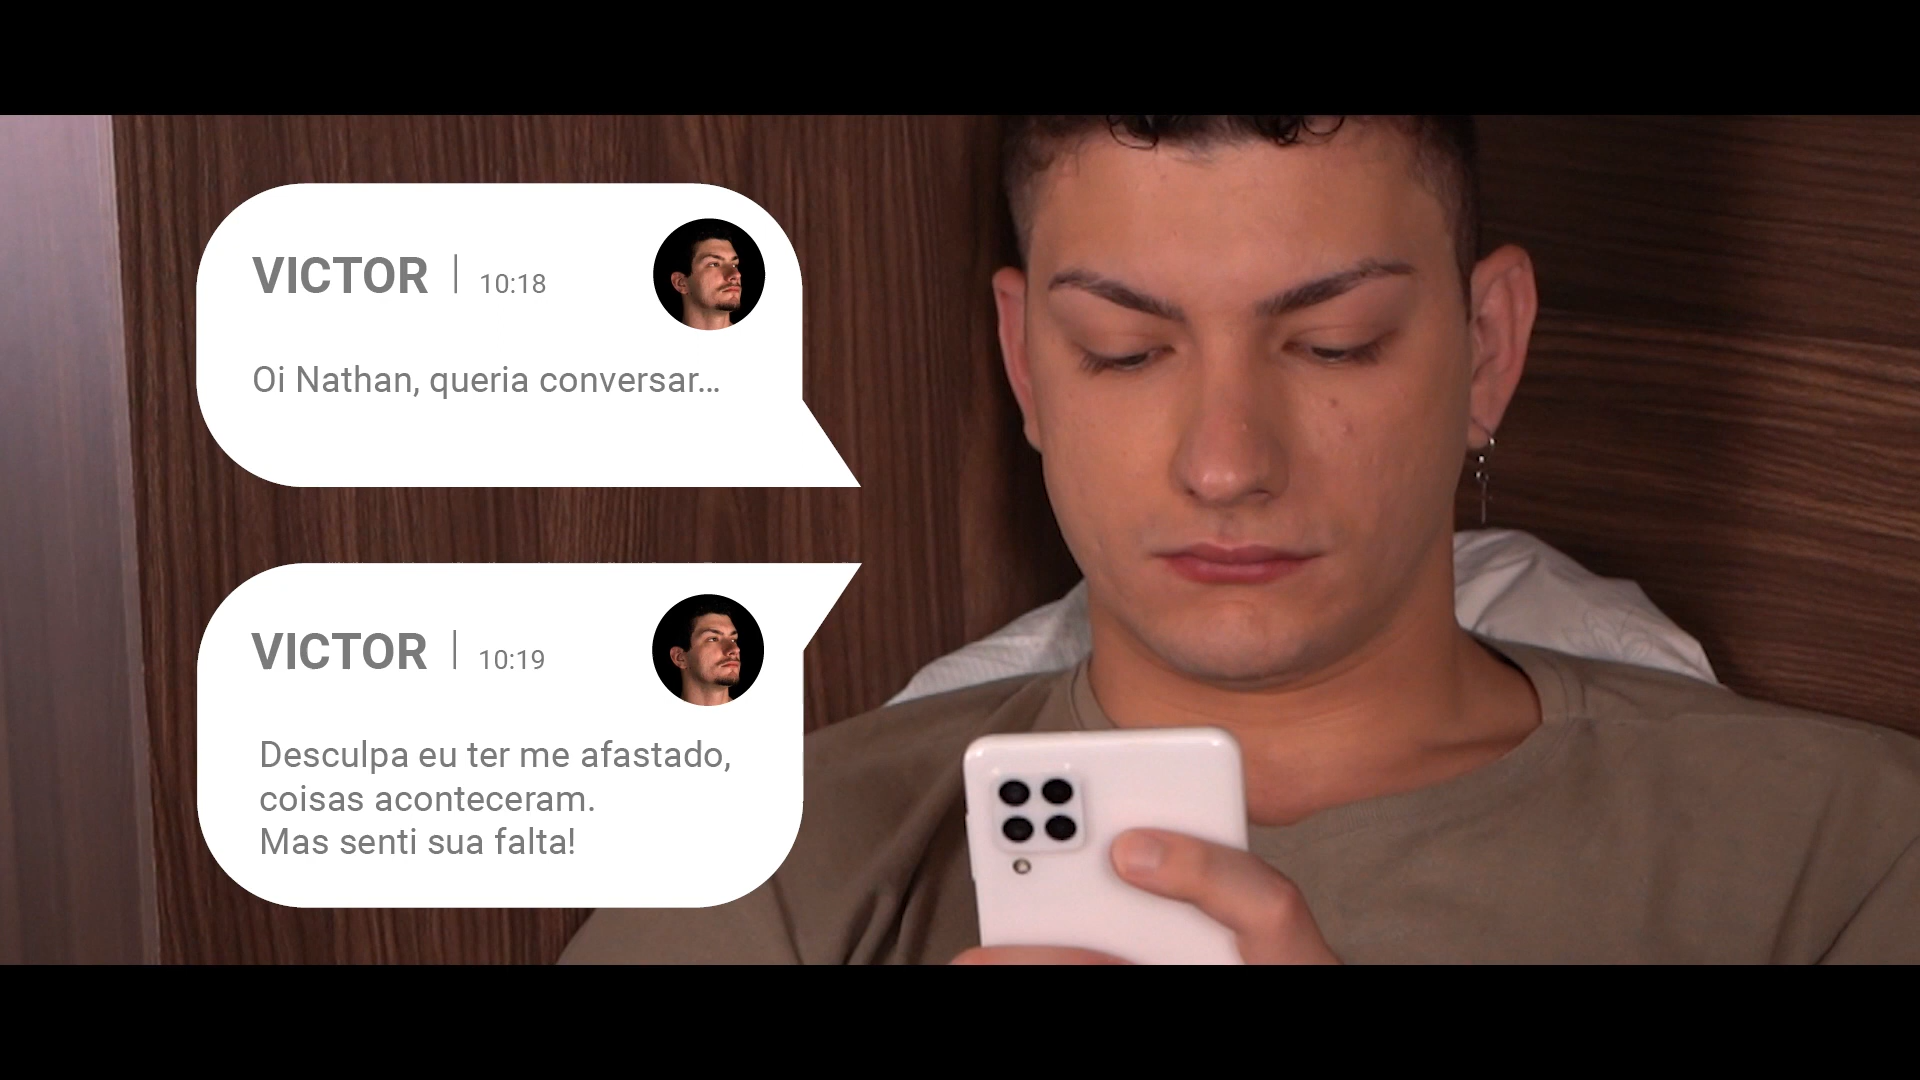 VICTOR | 10:18
Oi Nathan, queria conversar...
VICTOR | 10:19
Desculpa eu ter me afastado,
coisas aconteceram.
Mas senti sua falta!